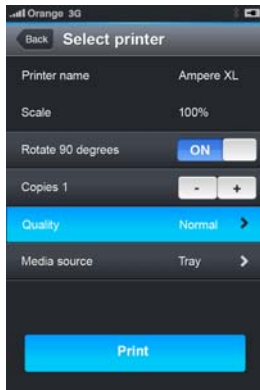 Orange 3G
Back Select printer
Printer name Ampere XL
Scale 100%
Rotate 90 degrees ON
Copies 1 - +
Quality Normal
Media source Tray
Print